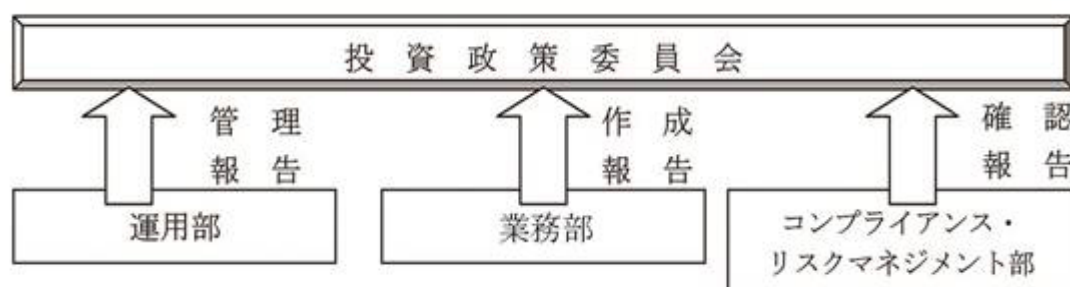 投資政策委員会
管理
報告
作成
報告
確認
報告
運用部
業務部
コンプライアンス・
リスクマネジメント部